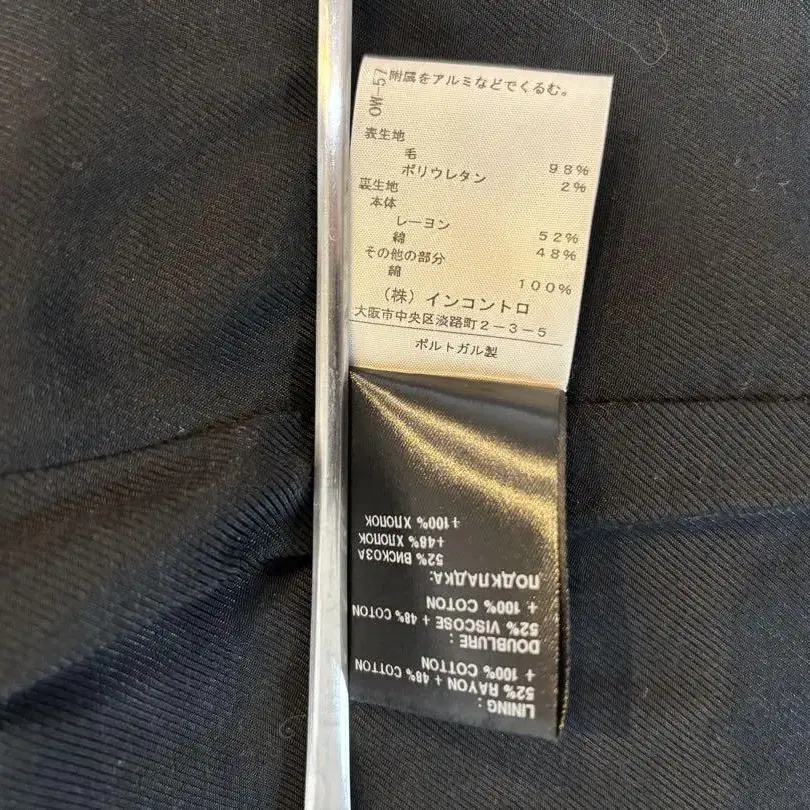 OW-57
附属をアルミなどでくるむ。
表生地
毛 98%
ポリウレタン 2%
裏生地
本体
レーヨン 52%
綿 48%
その他の部分
綿 100%
(株)インコントロ
大阪市中央区淡路町2-3-5
ポルトガル製
LINING :
52% RAYON + 48% COTTON
+ 100% COTTON
DOUBLURE :
52% VISCOSE + 48% COTON
+ 100% COTON
ПОДКЛАДКА:
52% ВИСКОЗА
+48% ХЛОПОК
+100% ХЛОПОК